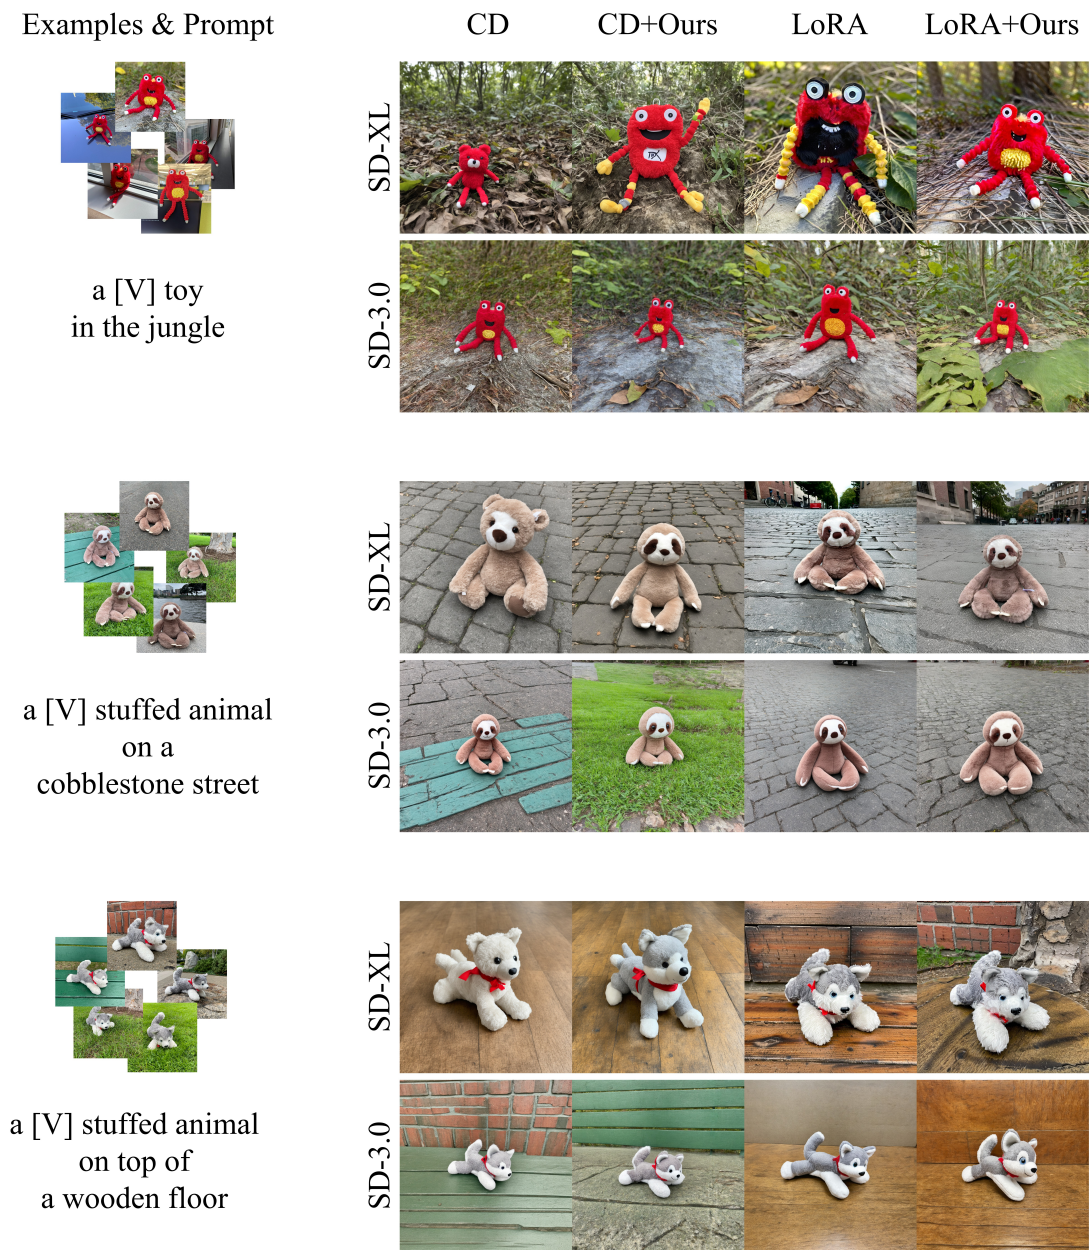 Examples & Prompt
CD
CD+Ours
LoRA
LoRA+Ours
a [V] toy
in the jungle
SD-XL
SD-3.0
a [V] stuffed animal
on a
cobblestone street
SD-XL
SD-3.0
a [V] stuffed animal
on top of
a wooden floor
SD-XL
SD-3.0